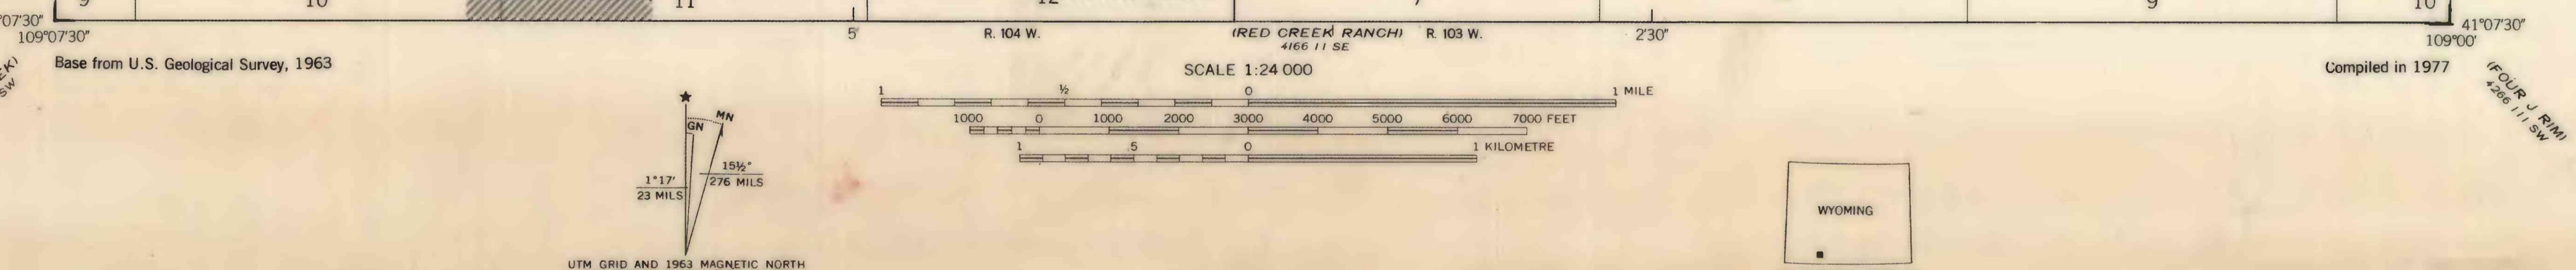 9 10 11 12 7 9 10
°07'30" 41°07'30"
109°07'30" 5' R. 104 W. (RED CREEK RANCH) R. 103 W. 2'30" 109°00'
4166 II SE
Base from U.S. Geological Survey, 1963
SCALE 1:24 000
Compiled in 1977
EK)
SW
(FOUR J RIM)
4266 III SW
1 ½ 0 1 MILE
1000 0 1000 2000 3000 4000 5000 6000 7000 FEET
1 .5 0 1 KILOMETRE
★
GN
MN
1°17'
23 MILS
15½°
276 MILS
UTM GRID AND 1963 MAGNETIC NORTH
WYOMING